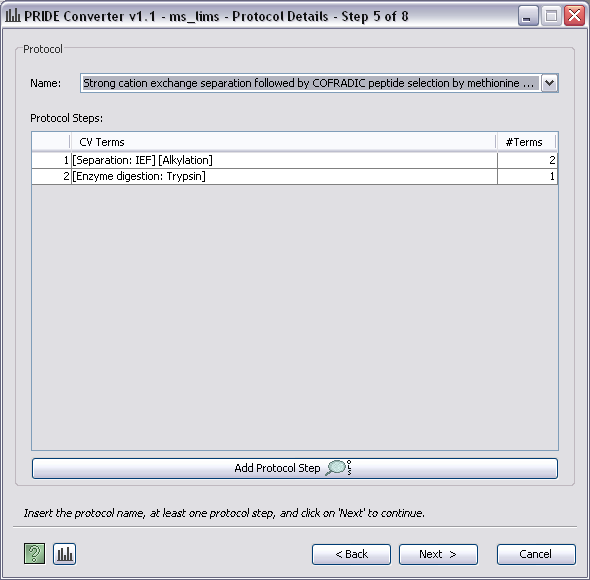 PRIDE Converter v1.1 - ms_lims - Protocol Details - Step 5 of 8
Protocol
Name: Strong cation exchange separation followed by COFRADIC peptide selection by methionine ...
Protocol Steps:
CV Terms #Terms
1 [Separation: IEF] [Alkylation] 2
2 [Enzyme digestion: Trypsin] 1
Add Protocol Step
Insert the protocol name, at least one protocol step, and click on 'Next' to continue.
? < Back Next > Cancel